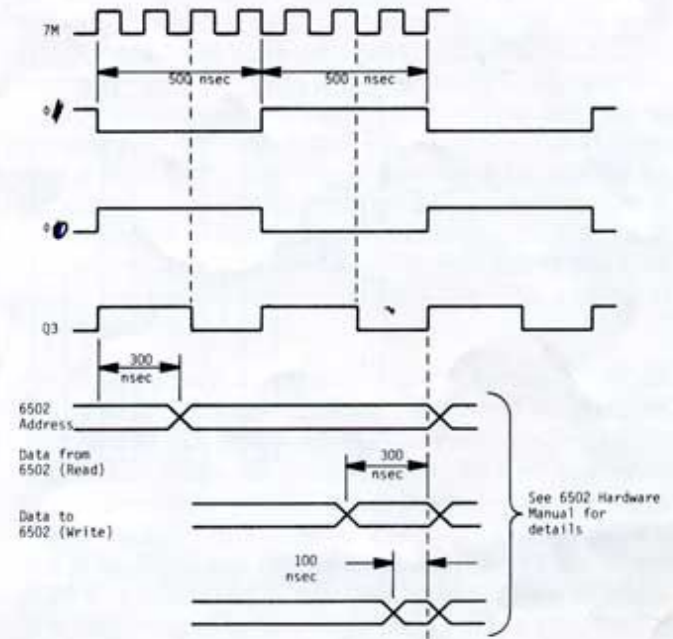 7M
500 nsec
500 nsec
Φ1
Φ0
Q3
300
nsec
6502
Address
Data from
6502 (Read)
300
nsec
Data to
6502 (Write)
See 6502 Hardware
Manual for
details
100
nsec